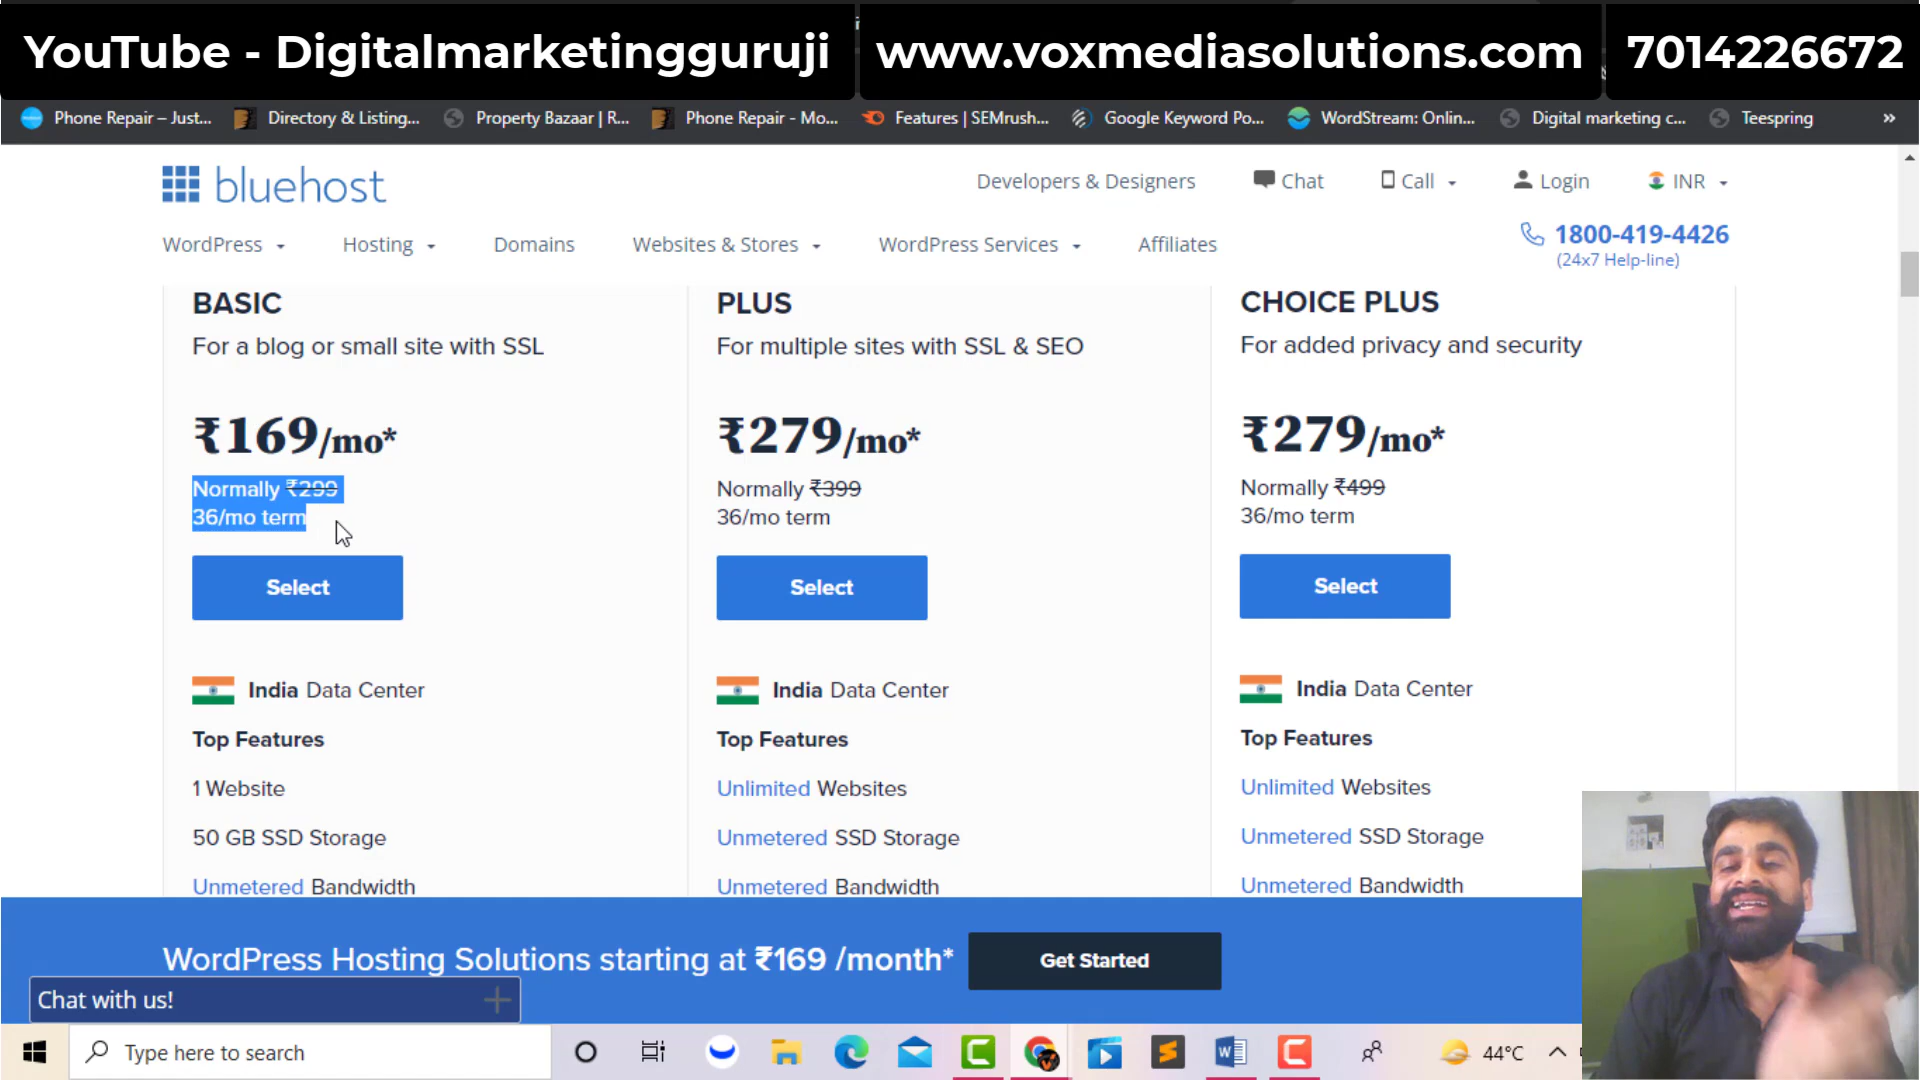 YouTube - Digitalmarketingguruji
www.voxmediasolutions.com
7014226672
Phone Repair – Just...
Directory & Listing...
Property Bazaar | R...
Phone Repair - Mo...
Features | SEMrush...
Google Keyword Po...
WordStream: Onlin...
Digital marketing c...
Teespring
»
bluehost
Developers & Designers
Chat
Call
Login
INR
WordPress
Hosting
Domains
Websites & Stores
WordPress Services
Affiliates
1800-419-4426
(24x7 Help-line)
BASIC
For a blog or small site with SSL
₹169/mo*
Normally ₹299
36/mo term
Select
India Data Center
Top Features
1 Website
50 GB SSD Storage
Unmetered Bandwidth
PLUS
For multiple sites with SSL & SEO
₹279/mo*
Normally ₹399
36/mo term
Select
India Data Center
Top Features
Unlimited Websites
Unmetered SSD Storage
Unmetered Bandwidth
CHOICE PLUS
For added privacy and security
₹279/mo*
Normally ₹499
36/mo term
Select
India Data Center
Top Features
Unlimited Websites
Unmetered SSD Storage
Unmetered Bandwidth
WordPress Hosting Solutions starting at ₹169 /month*
Get Started
Chat with us!
Type here to search
44°C